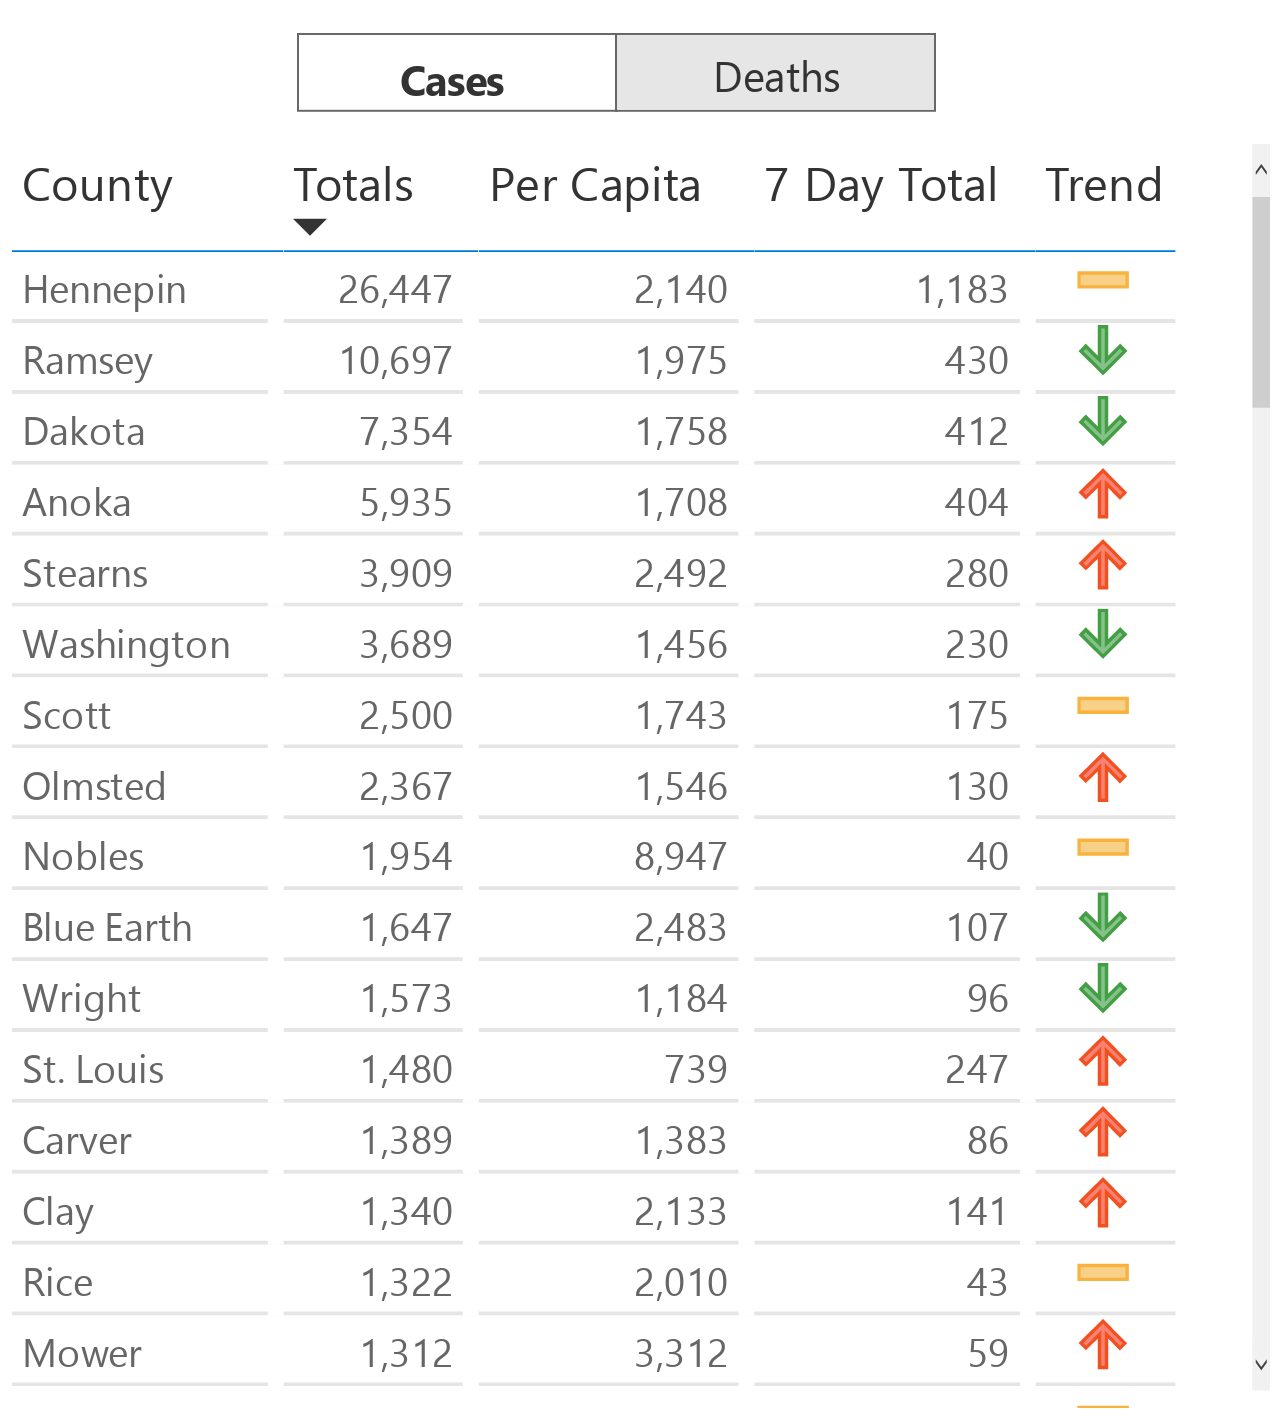 Cases Deaths
County Totals Per Capita 7 Day Total Trend
Hennepin 26,447 2,140 1,183
Ramsey 10,697 1,975 430
Dakota 7,354 1,758 412
Anoka 5,935 1,708 404
Stearns 3,909 2,492 280
Washington 3,689 1,456 230
Scott 2,500 1,743 175
Olmsted 2,367 1,546 130
Nobles 1,954 8,947 40
Blue Earth 1,647 2,483 107
Wright 1,573 1,184 96
St. Louis 1,480 739 247
Carver 1,389 1,383 86
Clay 1,340 2,133 141
Rice 1,322 2,010 43
Mower 1,312 3,312 59